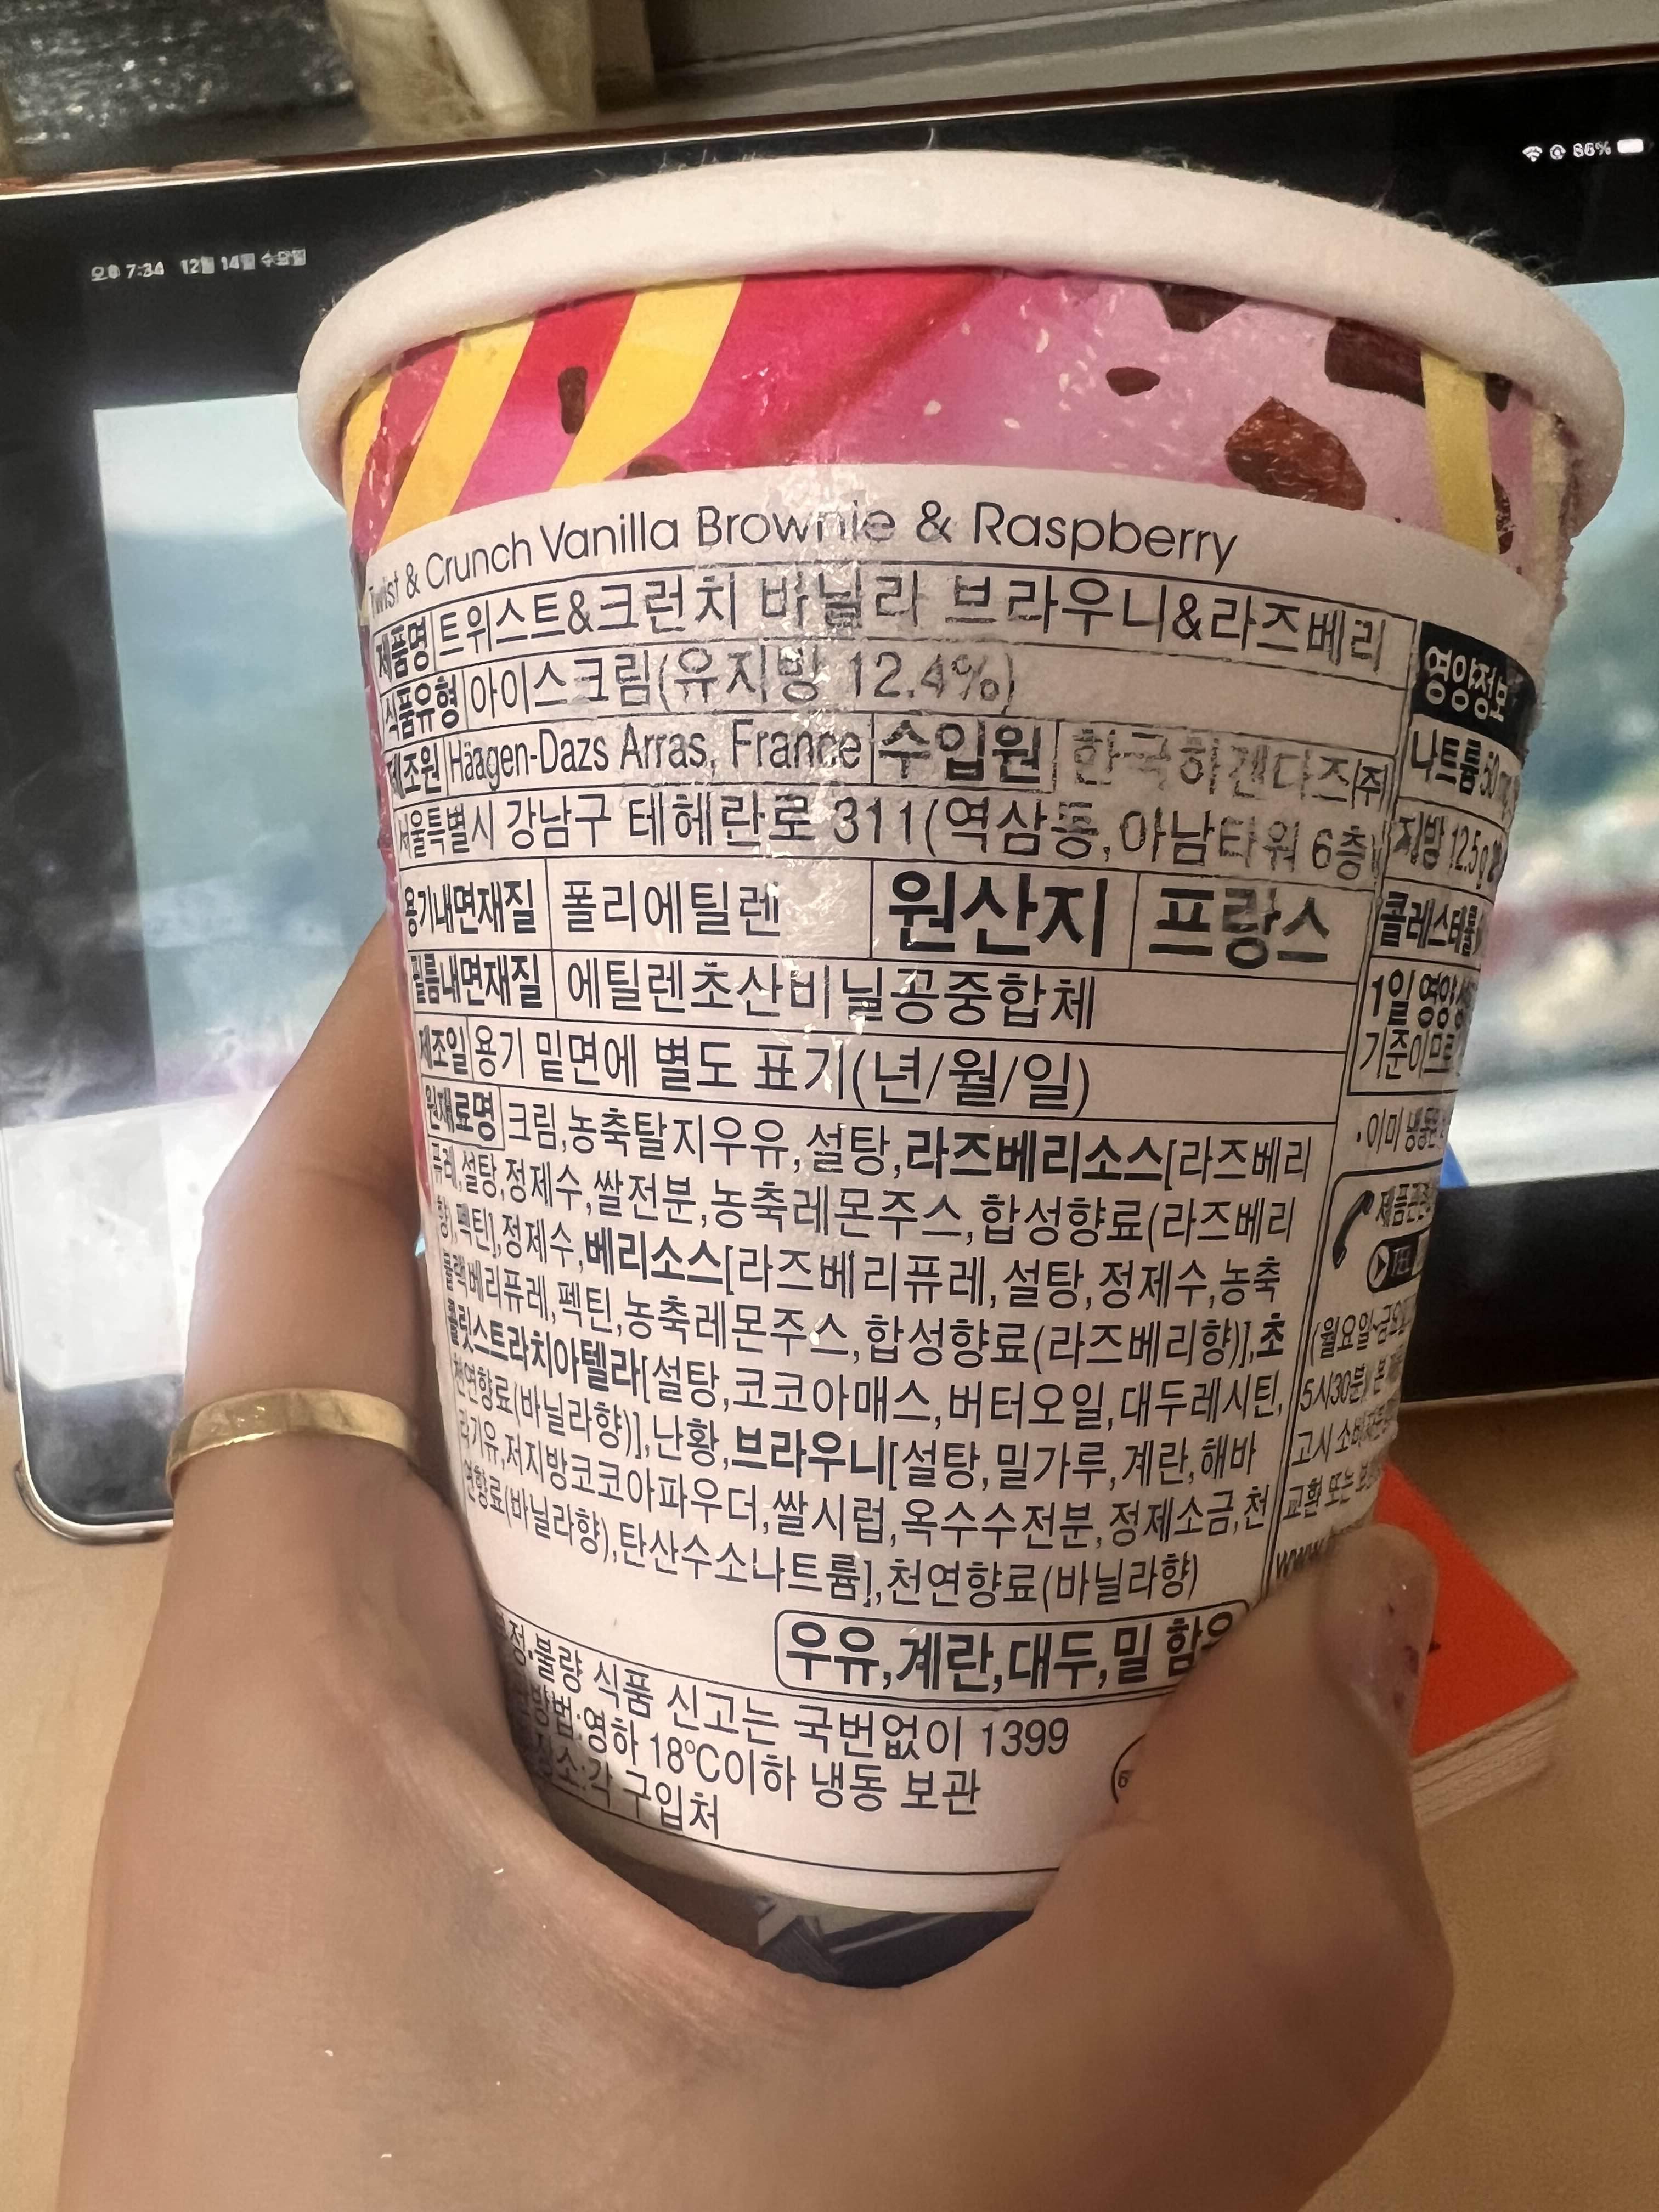 오후 7:34 12월 14일 수요일
86%
Twist & Crunch Vanilla Brownie & Raspberry
제품명 트위스트&크런치 바닐라 브라우니&라즈베리
식품유형 아이스크림(유지방 12.4%)
제조원 Häagen-Dazs Arras, France 수입원 한국하겐다즈(주)
서울특별시 강남구 테헤란로 311(역삼동,아남타워 6층)
용기내면재질 폴리에틸렌 원산지 프랑스
필름내면재질 에틸렌초산비닐공중합체
제조일 용기 밑면에 별도 표기(년/월/일)
원재료명 크림,농축탈지우유,설탕,라즈베리소스[라즈베리
퓨레,설탕,정제수,쌀전분,농축레몬주스,합성향료(라즈베리
향),펙틴],정제수,베리소스[라즈베리퓨레,설탕,정제수,농축
블랙베리퓨레,펙틴,농축레몬주스,합성향료(라즈베리향)],초
콜릿스트라치아텔라[설탕,코코아매스,버터오일,대두레시틴,
천연향료(바닐라향)],난황,브라우니[설탕,밀가루,계란,해바
라기유,저지방코코아파우더,쌀시럽,옥수수전분,정제소금,천
연향료(바닐라향),탄산수소나트륨],천연향료(바닐라향)
우유,계란,대두,밀 함유
불량 식품 신고는 국번없이 1399
영하 18℃이하 냉동 보관
각 구입처
영양정보
나트륨 50
지방 12.5g
콜레스테롤
1일 영양
기준이므로
이미
(월요일~금요일
5시30분)
고시 소비자
교환 또는
www.